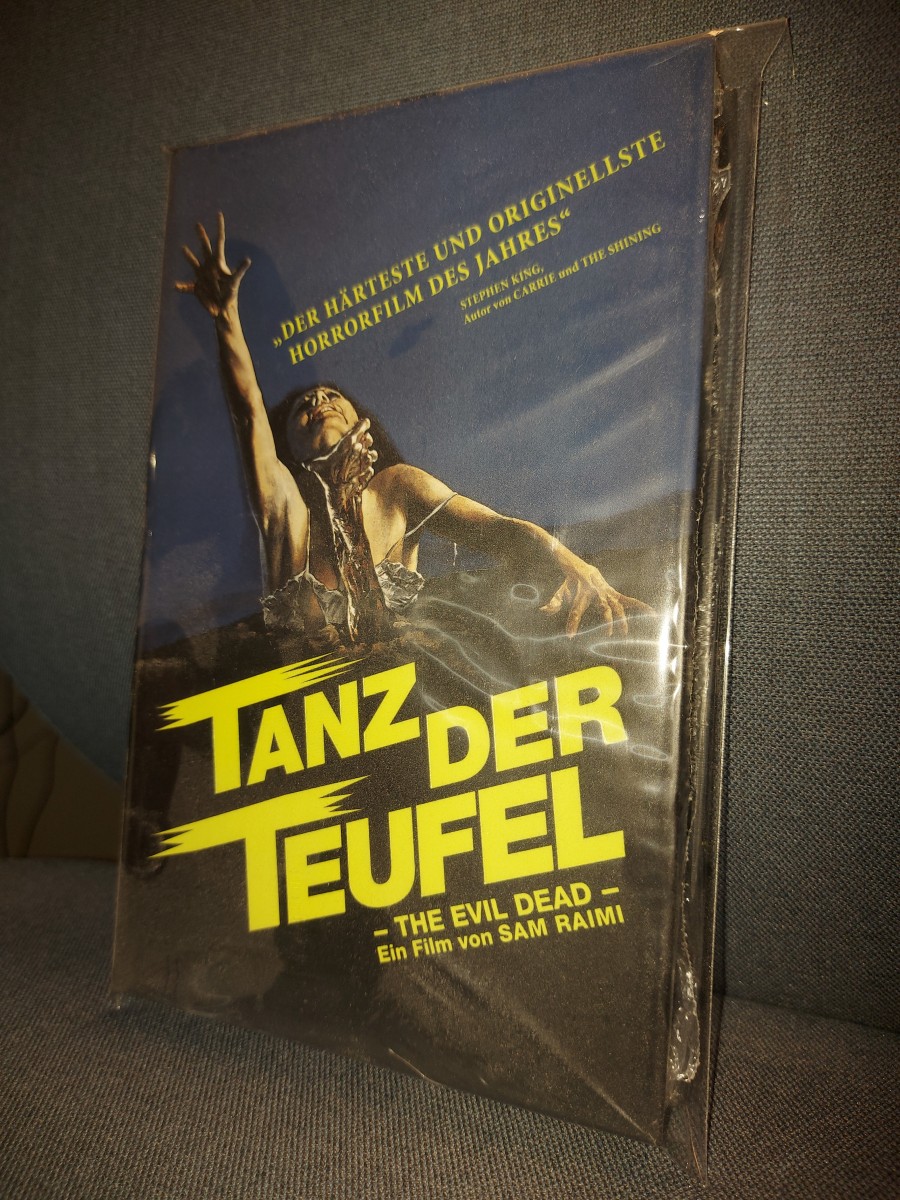 „DER HÄRTESTE UND ORIGINELLSTE
HORRORFILM DES JAHRES“
STEPHEN KING,
Autor von CARRIE und THE SHINING
TANZ DER
TEUFEL
– THE EVIL DEAD –
Ein Film von SAM RAIMI